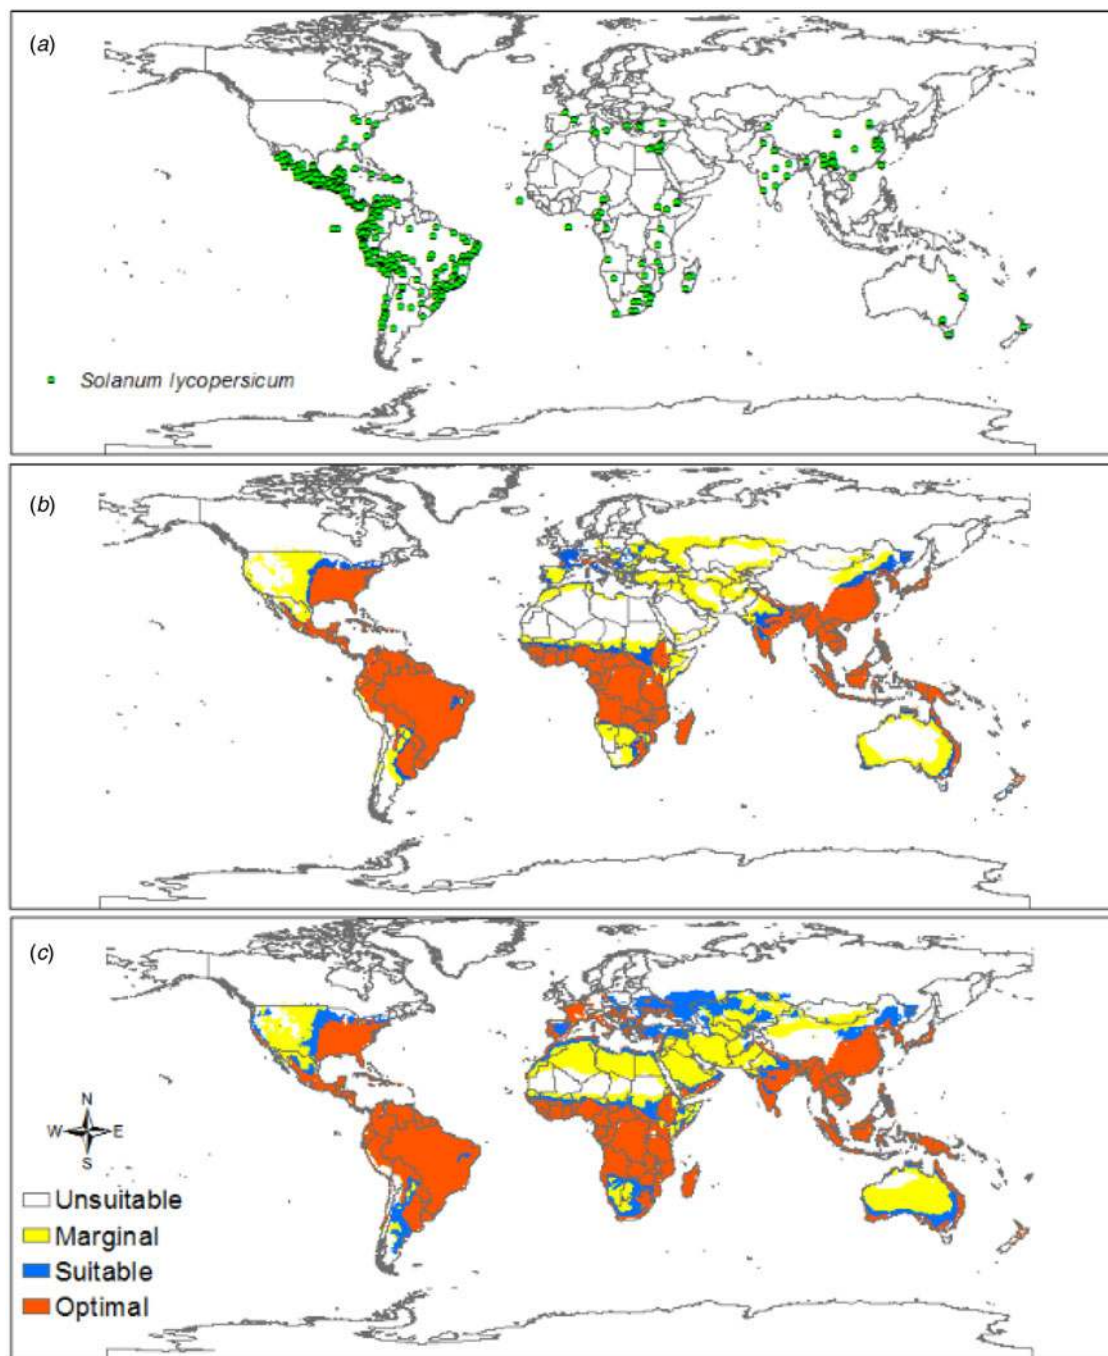 (a)
Solanum lycopersicum
(b)
(c)
N
W E
S
Unsuitable
Marginal
Suitable
Optimal